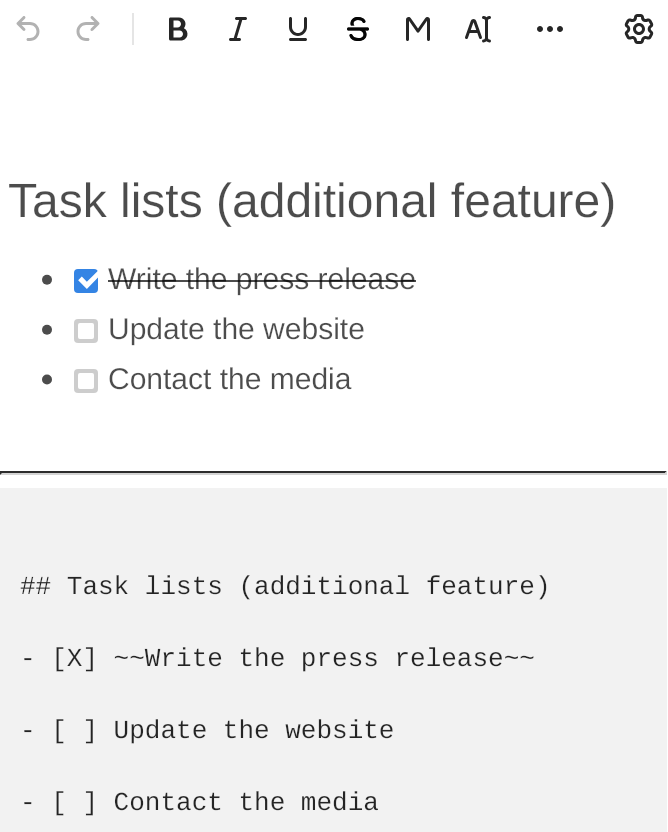 B I U S M A
Task lists (additional feature)
Write the press release
Update the website
Contact the media
## Task lists (additional feature)
- [X] ~~Write the press release~~
- [ ] Update the website
- [ ] Contact the media